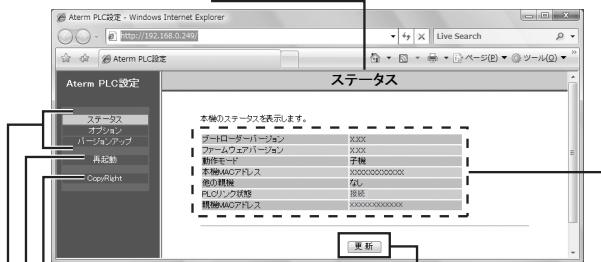 Aterm PLC設定 - Windows Internet Explorer
http://192.168.0.249/
Live Search
Aterm PLC設定
ページ(P)
ツール(O)
Aterm PLC設定
ステータス
ステータス
オプション
バージョンアップ
再起動
CopyRight
本機のステータスを表示します。
ブートローダーバージョン X.XX
ファームウェアバージョン X.XX
動作モード 子機
本機MACアドレス XXXXXXXXXXXX
他の親機 なし
PLCリンク状態 接続
親機MACアドレス XXXXXXXXXXXX
更新